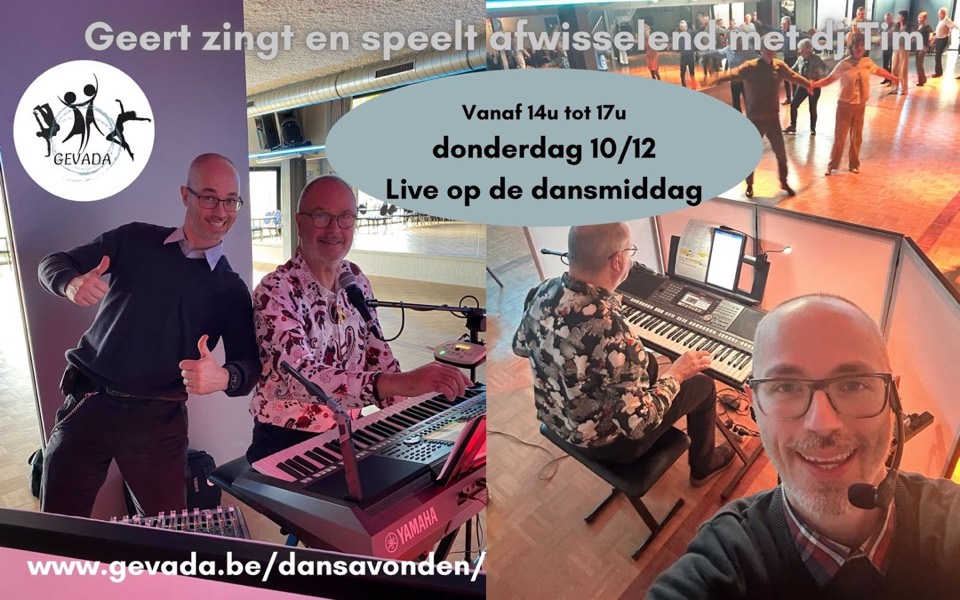 Geert zingt en speelt afwisselend met dj Tim
GEVADA
Vanaf 14u tot 17u
donderdag 10/12
Live op de dansmiddag
YAMAHA
www.gevada.be/dansavonden/